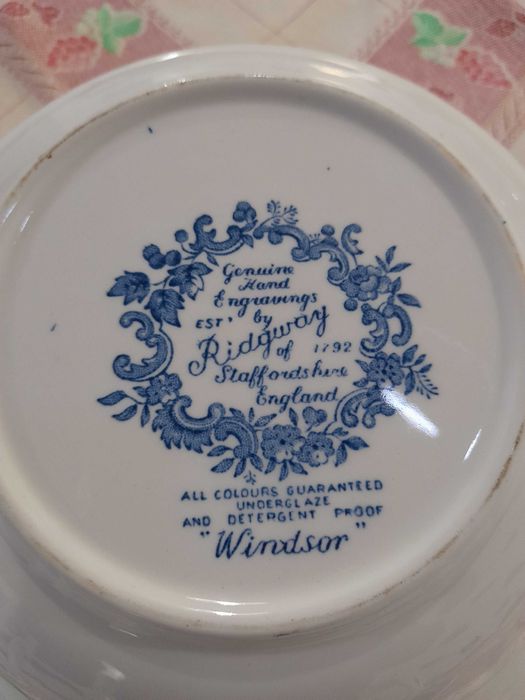 Genuine
Hand
Engravings
by
EST' 1792
Ridgway
of
Staffordshire
England
ALL COLOURS GUARANTEED
UNDERGLAZE
AND DETERGENT PROOF
"Windsor"